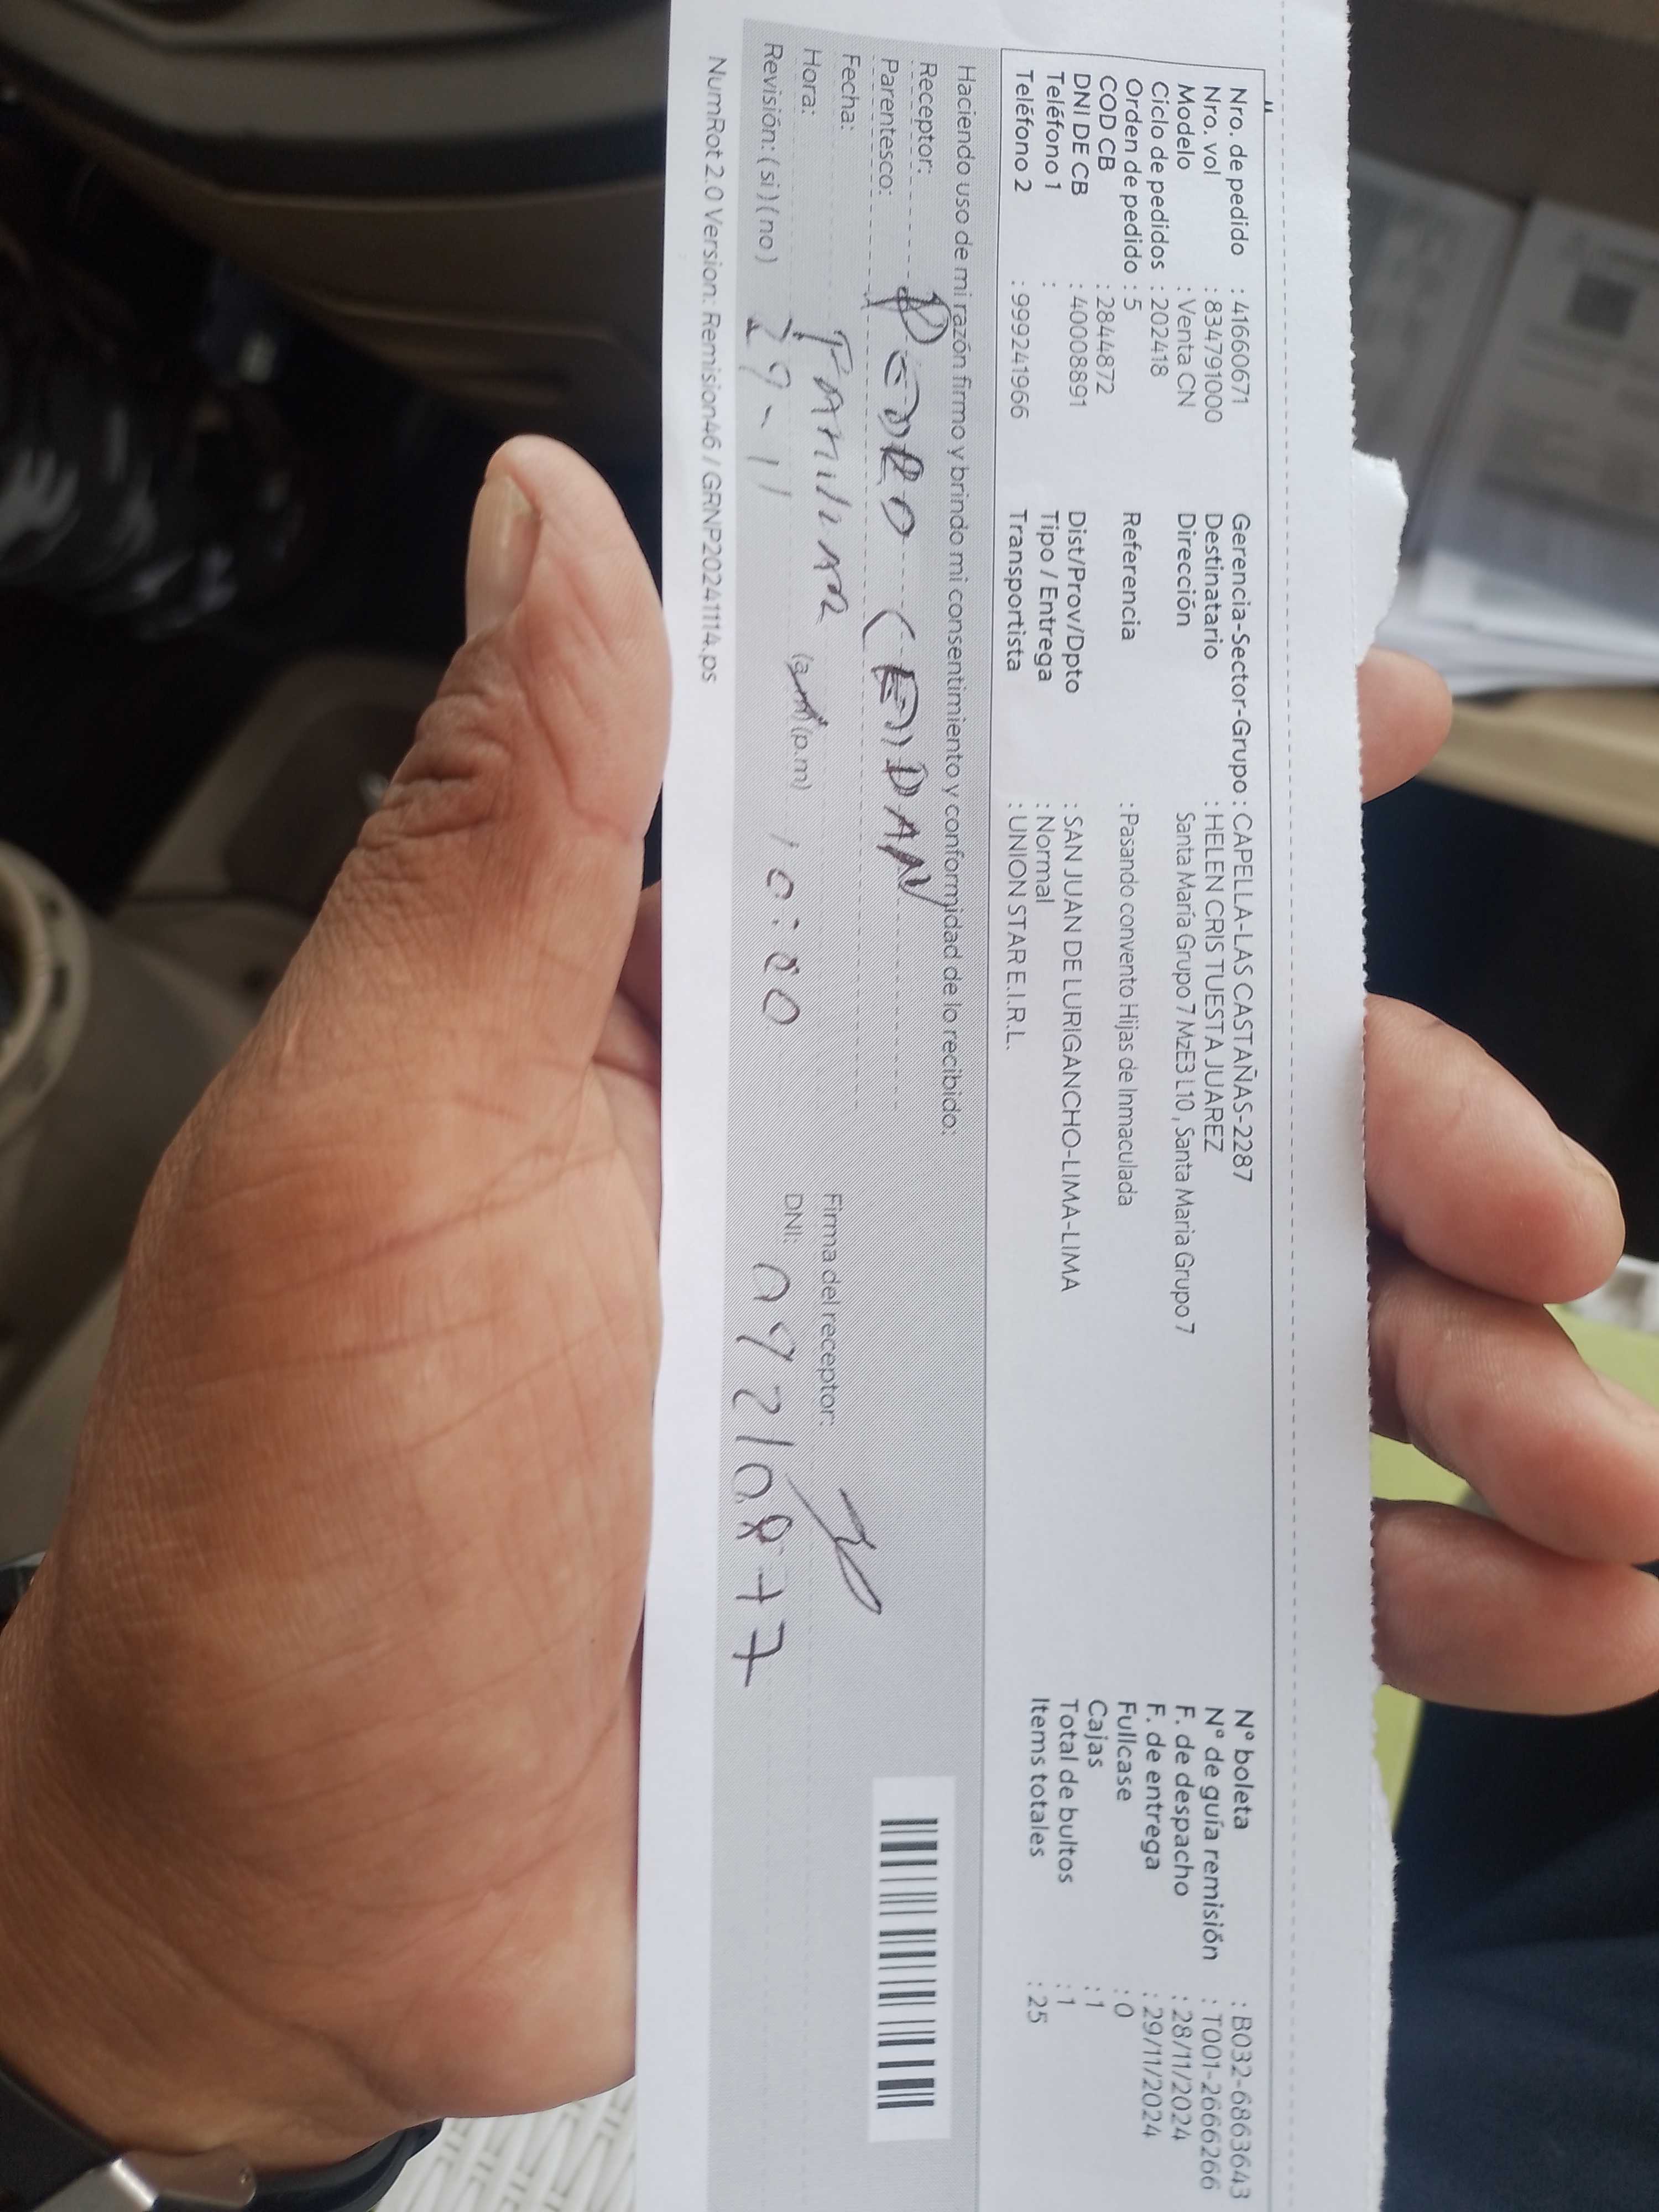 Nro. de pedido : 41660671
Nro. vol : 834791000
Modelo : Venta CN
Ciclo de pedidos : 202418
Orden de pedido : 5
COD CB : 2844872
DNI DE CB : 40008891
Teléfono 1 :
Teléfono 2 : 999241966
Gerencia-Sector-Grupo : CAPELLA-LAS CASTAÑAS-2287
Destinatario : HELEN CRIS TUESTA JUAREZ
Dirección Santa María Grupo 7 MzE3 L10 , Santa Maria Grupo 7
Referencia : Pasando convento Hijas de Inmaculada
Dist/Prov/Dpto : SAN JUAN DE LURIGANCHO-LIMA-LIMA
Tipo / Entrega : Normal
Transportista : UNION STAR E.I.R.L.
N° boleta : B032-6863643
N° de guía remisión : T001-2666266
F. de despacho : 28/11/2024
F. de entrega : 29/11/2024
Fullcase : 0
Cajas : 1
Total de bultos : 1
Items totales : 25
Haciendo uso de mi razón firmo y brindo mi consentimiento y conformidad de lo recibido:
Receptor: PEDRO
Parentesco: FAMILIAR
Fecha: 29-11
Hora: (a.m) (p.m) 10:00
Revisión: (si) (no)
Firma del receptor:
DNI: 09210877
NumRot 2.0 Version: Remision46 / GRNP20241114.ps